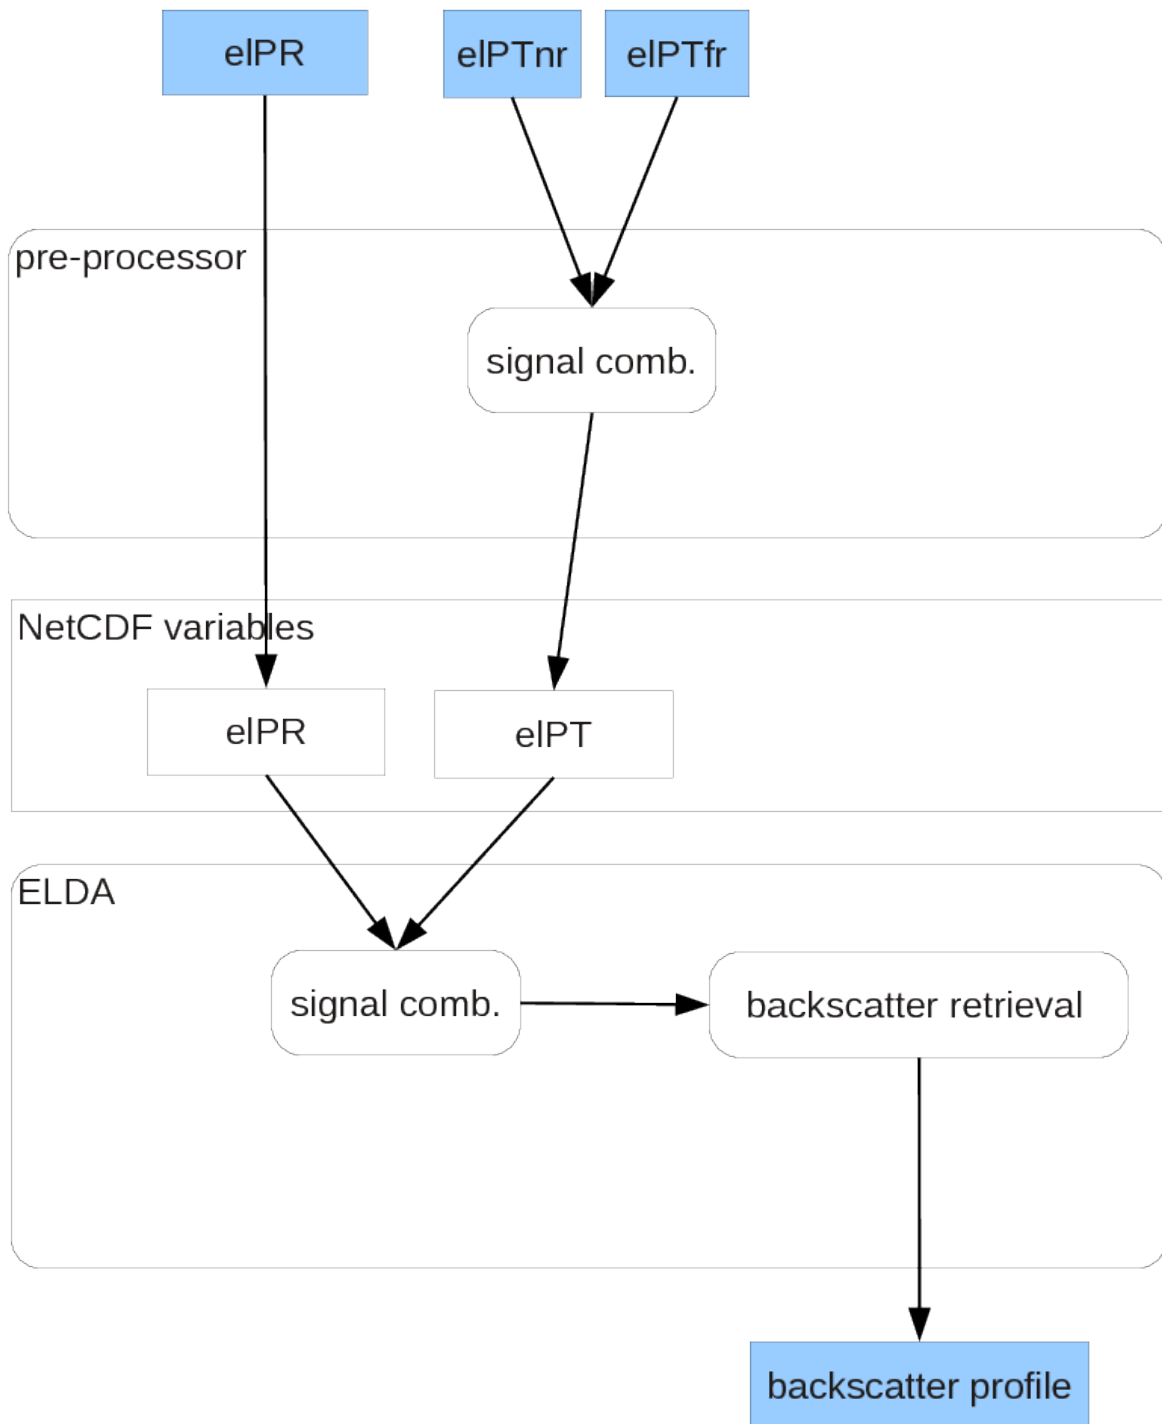 elPR
elPTnr
elPTfr
pre-processor
signal comb.
NetCDF variables
elPR
elPT
ELDA
signal comb.
backscatter retrieval
backscatter profile